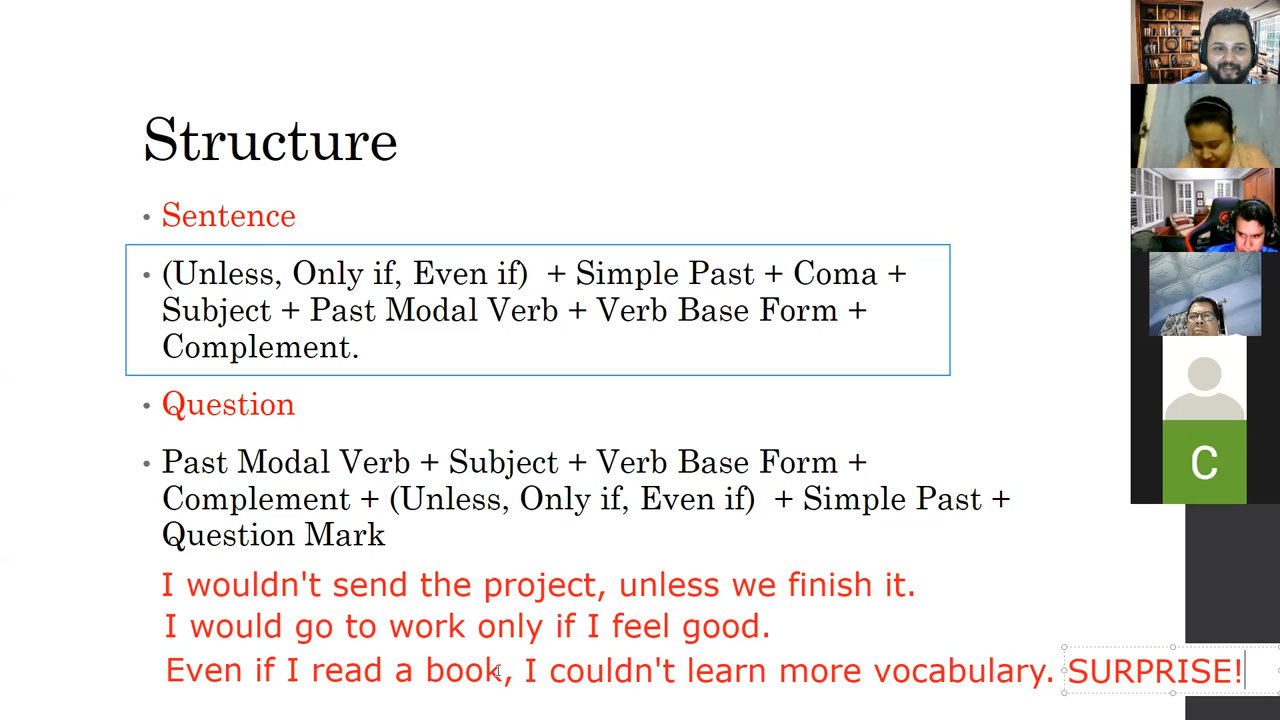 Structure
• Sentence
• (Unless, Only if, Even if) + Simple Past + Coma +
Subject + Past Modal Verb + Verb Base Form +
Complement.
• Question
• Past Modal Verb + Subject + Verb Base Form +
Complement + (Unless, Only if, Even if) + Simple Past +
Question Mark
I wouldn't send the project, unless we finish it.
I would go to work only if I feel good.
Even if I read a book, I couldn't learn more vocabulary. SURPRISE!
C